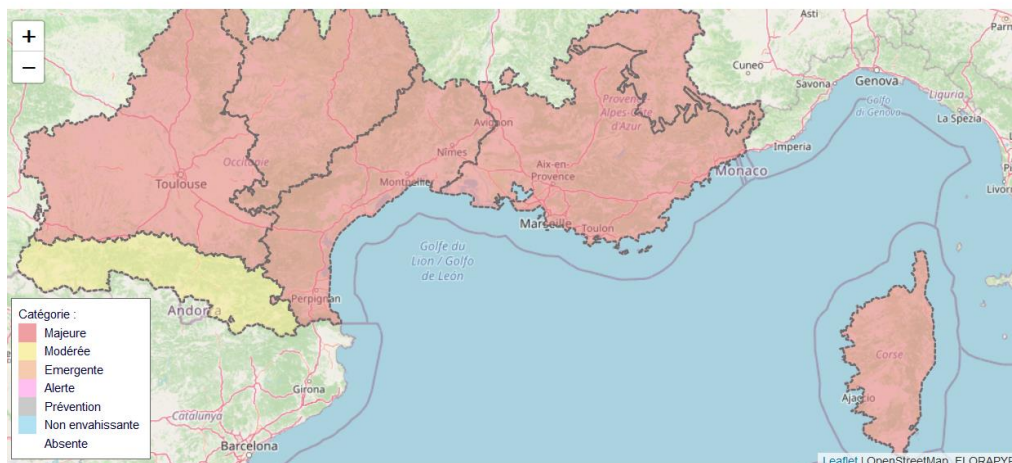 +
−
Asti
Parm
Cuneo
Savona
Genova
Golfo
di Genova
Liguria
La Spezia
Imperia
Livorno
Monaco
Provence-
Alpes-Côte
d'Azur
Avignon
Nîmes
Occitanie
Toulouse
Montpellier
Aix-en-
Provence
Marseille
Toulon
Golfe du
Lion / Golfo
de León
Perpignan
Andorra
Girona
Catalunya
Barcelona
Corse
Ajaccio
Catégorie :
Majeure
Modérée
Emergente
Alerte
Prévention
Non envahissante
Absente
Leaflet | OpenStreetMap, FLORAPYR